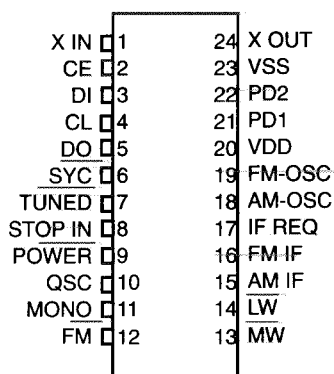 X IN 1 24 X OUT
CE 2 23 VSS
DI 3 22 PD2
CL 4 21 PD1
DO 5 20 VDD
SYC 6 19 FM-OSC
TUNED 7 18 AM-OSC
STOP IN 8 17 IF REQ
POWER 9 16 FM IF
QSC 10 15 AM IF
MONO 11 14 LW
FM 12 13 MW